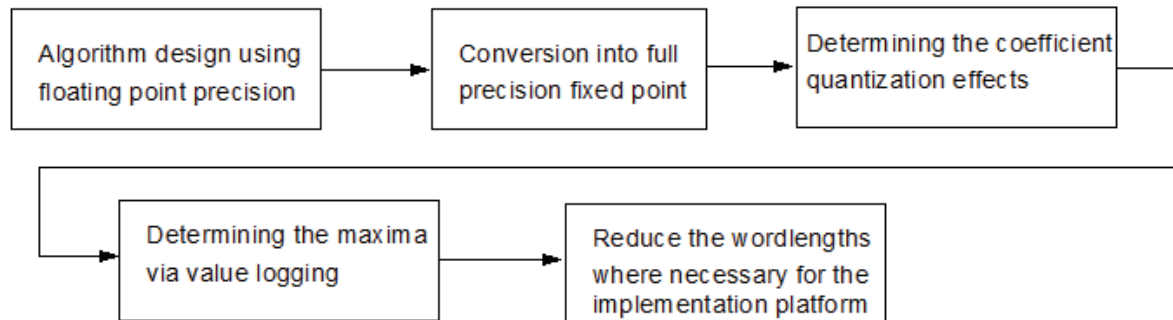 Algorithm design using
floating point precision
Conversion into full
precision fixed point
Determining the coefficient
quantization effects
Determining the maxima
via value logging
Reduce the wordlengths
where necessary for the
implementation platform